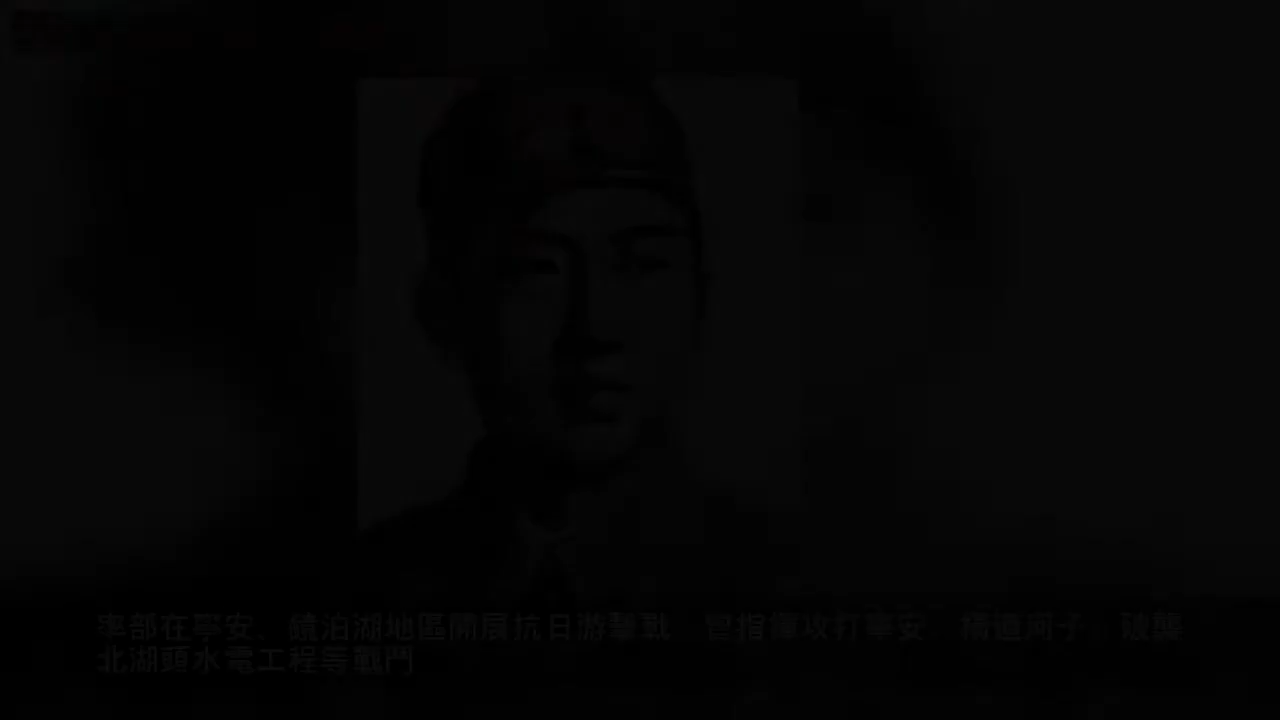 率部在寧安、鏡泊湖地區開展抗日游擊戰 曾指揮攻打寧安 橫道河子、破襲
北湖頭水電工程等戰鬥